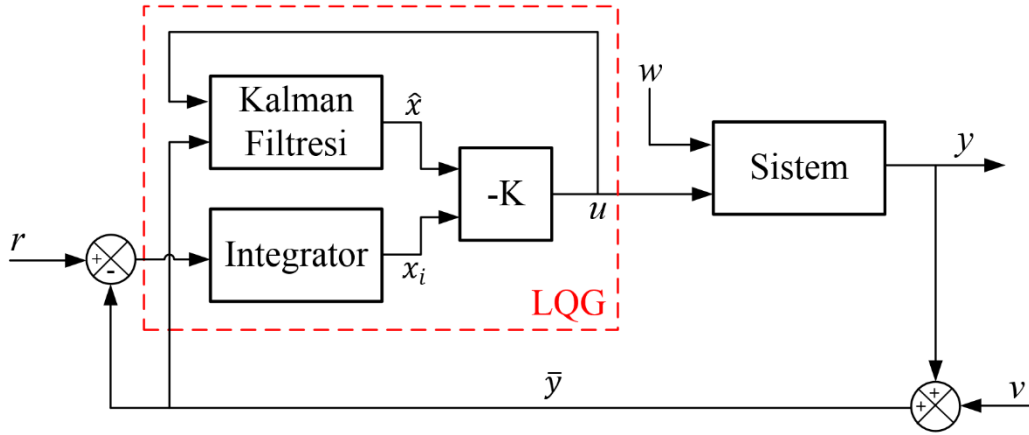 w
Kalman
Filtresi
x̂
Sistem
y
-K
u
r
+
-
Integrator
xᵢ
LQG
ȳ
+
+
v